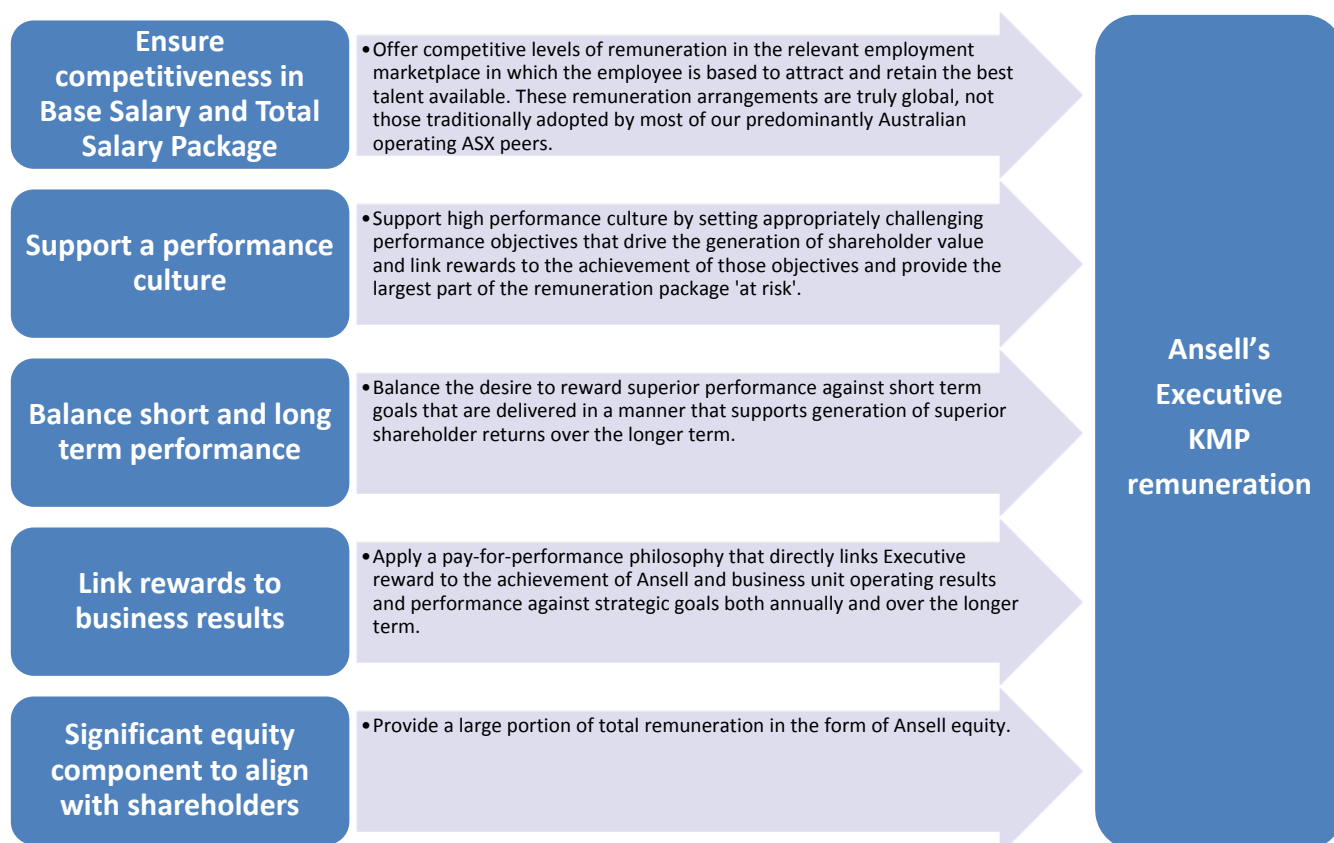 Ensure
competitiveness in
Base Salary and Total
Salary Package
•Offer competitive levels of remuneration in the relevant employment
marketplace in which the employee is based to attract and retain the best
talent available. These remuneration arrangements are truly global, not
those traditionally adopted by most of our predominantly Australian
operating ASX peers.
Support a performance
culture
•Support high performance culture by setting appropriately challenging
performance objectives that drive the generation of shareholder value
and link rewards to the achievement of those objectives and provide the
largest part of the remuneration package 'at risk'.
Balance short and long
term performance
•Balance the desire to reward superior performance against short term
goals that are delivered in a manner that supports generation of superior
shareholder returns over the longer term.
Link rewards to
business results
•Apply a pay-for-performance philosophy that directly links Executive
reward to the achievement of Ansell and business unit operating results
and performance against strategic goals both annually and over the longer
term.
Significant equity
component to align
with shareholders
•Provide a large portion of total remuneration in the form of Ansell equity.
Ansell’s
Executive
KMP
remuneration